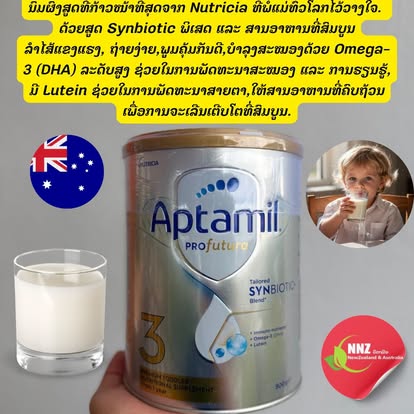 ນົມຜົງສູດທີ່ກ້າວໜ້າທີ່ສຸດຈາກ Nutricia ທີ່ພໍ່ແມ່ທົ່ວໂລກໄວ້ວາງໃຈ.
ດ້ວຍສູດ Synbiotic ພິເສດ ແລະ ສານອາຫານທີ່ສົມບູນ
ລຳໄສ້ແຂງແຮງ, ຖ່າຍງ່າຍ,ພູມຄຸ້ມກັນດີ,ບຳລຸງສະໝອງດ້ວຍ Omega-
3 (DHA) ລະດັບສູງ ຊ່ວຍໃນການພັດທະນາສະໝອງ ແລະ ການຮຽນຮູ້,
ມີ Lutein ຊ່ວຍໃນການພັດທະນາສາຍຕາ,ໃຫ້ສານອາຫານທີ່ຄົບຖ້ວນ
ເພື່ອການຈະເລີນເຕີບໂຕທີ່ສົມບູນ.
NUTRICIA
Aptamil
PROfutura
Tailored
SYNBIOTIC
Blend
Lutein
3
PREMIUM TODDLER
NUTRITIONAL SUPPLEMENT
NNZ
NewZealand & Australia